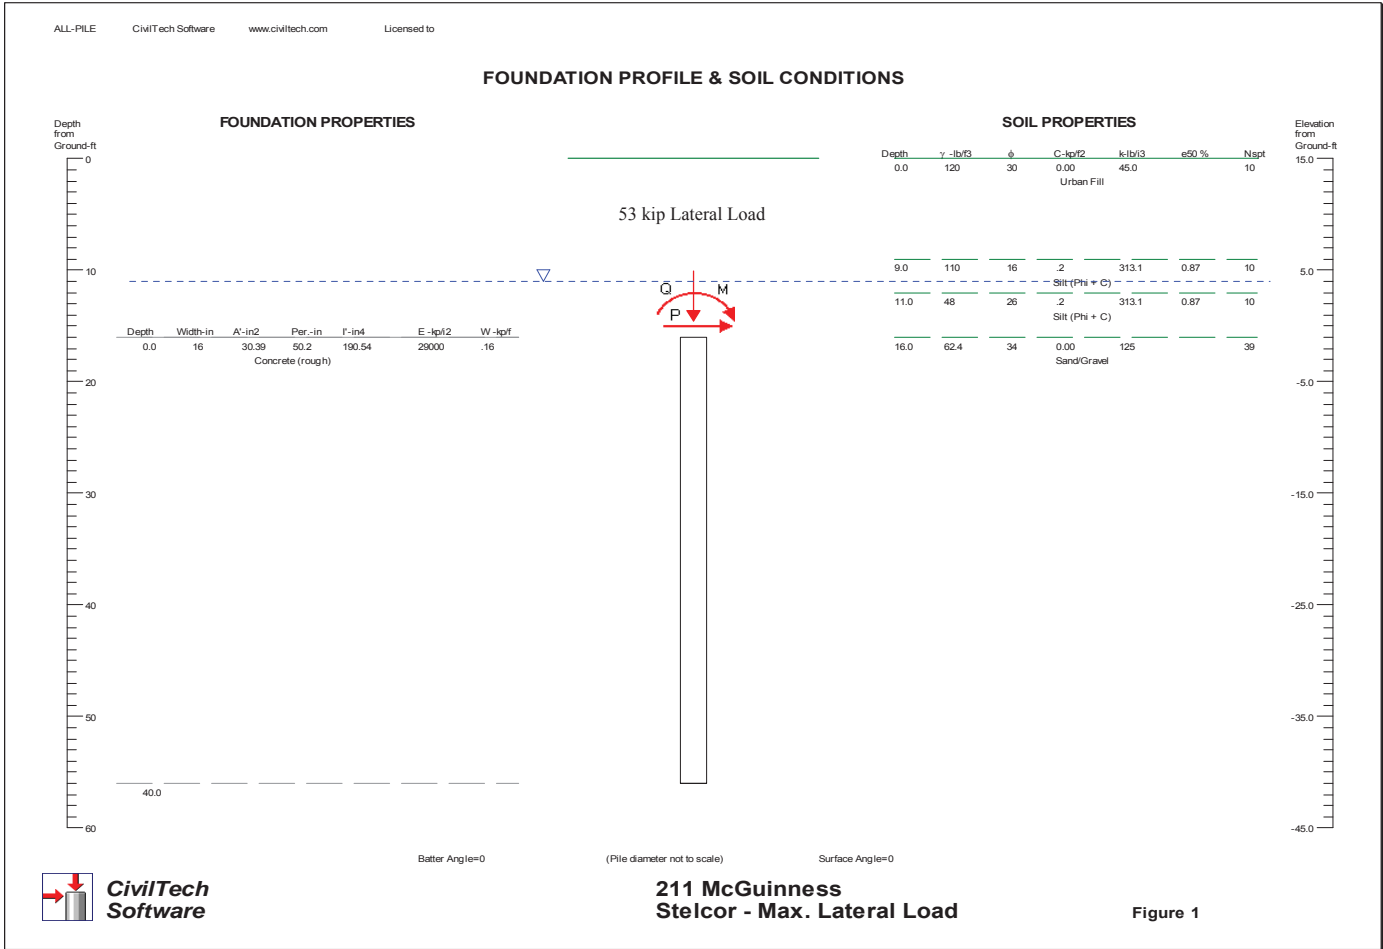 ALL-PILE CivilTech Software www.civiltech.com Licensed to
FOUNDATION PROFILE & SOIL CONDITIONS
Depth
from
Ground-ft
FOUNDATION PROPERTIES
SOIL PROPERTIES
Elevation
from
Ground-ft
Depth γ -lb/f3 ϕ C-kp/f2 k-lb/i3 e50 % Nspt
0
15.0
0.0 120 30 0.00 45.0 10
Urban Fill
53 kip Lateral Load
9.0 110 16 .2 313.1 0.87 10
10
5.0
Silt (Phi + C)
Q M
11.0 48 26 .2 313.1 0.87 10
P
Silt (Phi + C)
Depth Width-in A'-in2 Per.-in I'-in4 E -kp/i2 W -kp/f
0.0 16 30.39 50.2 190.54 29000 .16
Concrete (rough)
16.0 62.4 34 0.00 125 39
Sand/Gravel
20
-5.0
30
-15.0
40
-25.0
50
-35.0
40.0
60
-45.0
Batter Angle=0 (Pile diameter not to scale) Surface Angle=0
CivilTech
Software
211 McGuinness
Stelcor - Max. Lateral Load
Figure 1